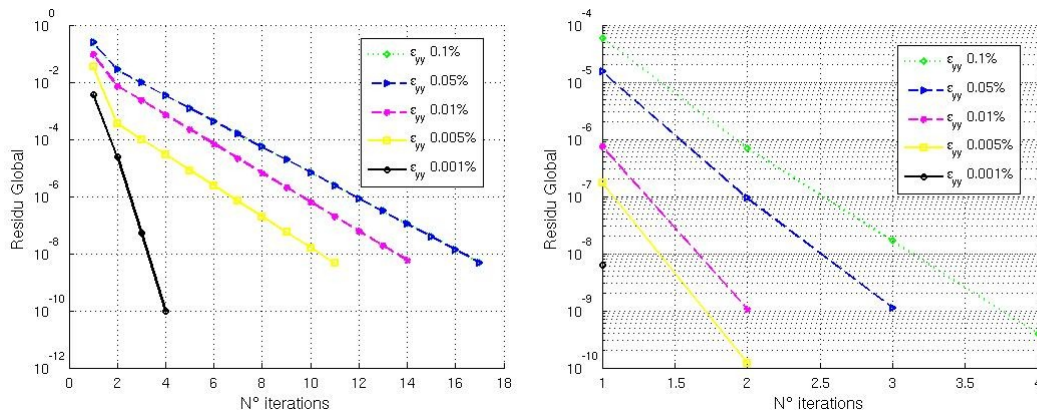 10^0
10^-2
10^-4
10^-6
10^-8
10^-10
10^-12
Residu Global
0 2 4 6 8 10 12 14 16 18
N° iterations
ε_yy 0.1%
ε_yy 0.05%
ε_yy 0.01%
ε_yy 0.005%
ε_yy 0.001%
10^-4
10^-5
10^-6
10^-7
10^-8
10^-9
10^-10
Residu Global
1 1.5 2 2.5 3 3.5 4
N° iterations
ε_yy 0.1%
ε_yy 0.05%
ε_yy 0.01%
ε_yy 0.005%
ε_yy 0.001%